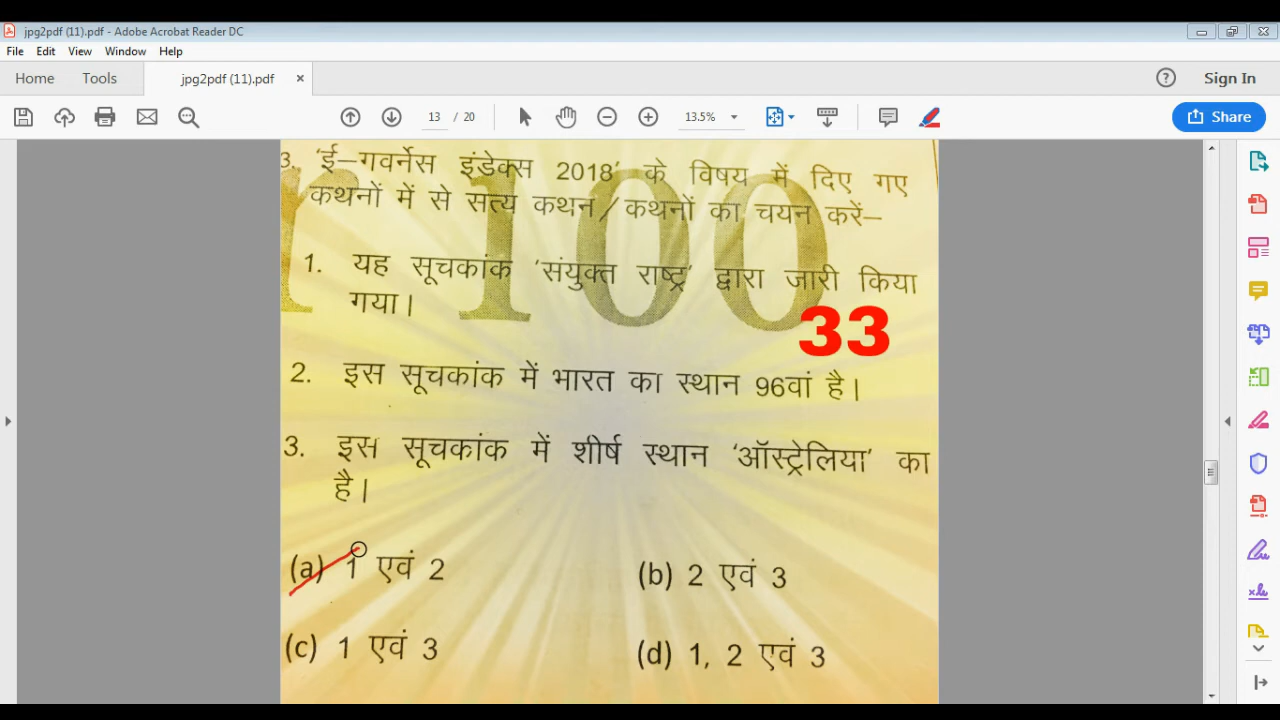 jpg2pdf (11).pdf - Adobe Acrobat Reader DC
File Edit View Window Help
Home Tools jpg2pdf (11).pdf × ? Sign In
13 / 20 13.5% Share
3. 'ई–गवर्नेस इंडेक्स 2018' के विषय में दिए गए
कथनों में से सत्य कथन/कथनों का चयन करें–
r 100
1. यह सूचकांक 'संयुक्त राष्ट्र' द्वारा जारी किया
गया।
33
2. इस सूचकांक में भारत का स्थान 96वां है।
3. इस सूचकांक में शीर्ष स्थान 'ऑस्ट्रेलिया' का
है।
(a) 1 एवं 2 (b) 2 एवं 3
(c) 1 एवं 3 (d) 1, 2 एवं 3